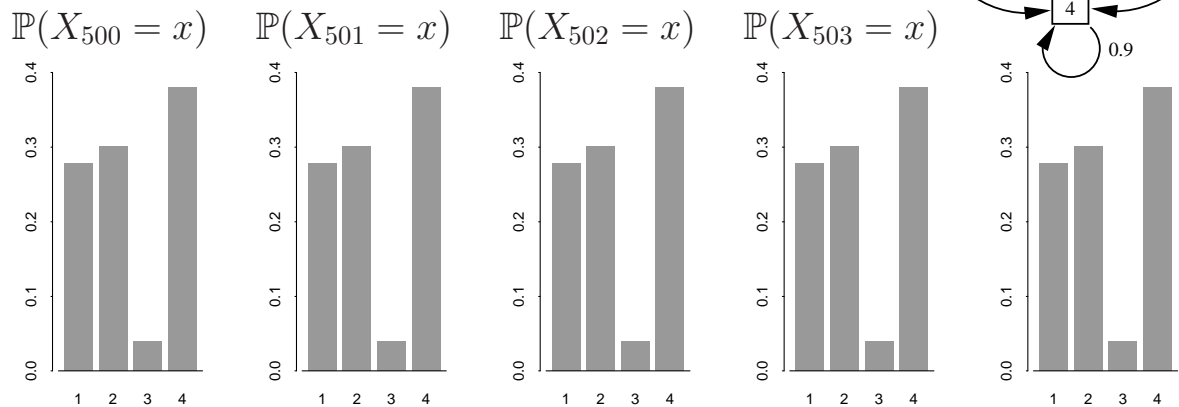 4
ℙ(X₅₀₀ = x) ℙ(X₅₀₁ = x) ℙ(X₅₀₂ = x) ℙ(X₅₀₃ = x)
0.9
0.4 0.4 0.4 0.4 0.4
0.3 0.3 0.3 0.3 0.3
0.2 0.2 0.2 0.2 0.2
0.1 0.1 0.1 0.1 0.1
0.0 0.0 0.0 0.0 0.0
1 2 3 4 1 2 3 4 1 2 3 4 1 2 3 4 1 2 3 4